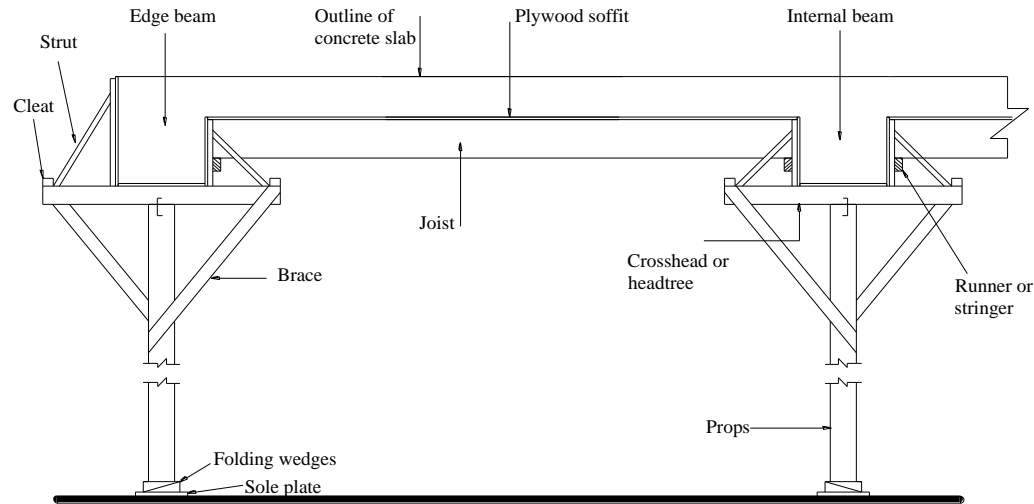 Edge beam
Outline of
concrete slab
Plywood soffit
Internal beam
Strut
Cleat
Joist
Brace
Crosshead or
headtree
Runner or
stringer
Props
Folding wedges
Sole plate